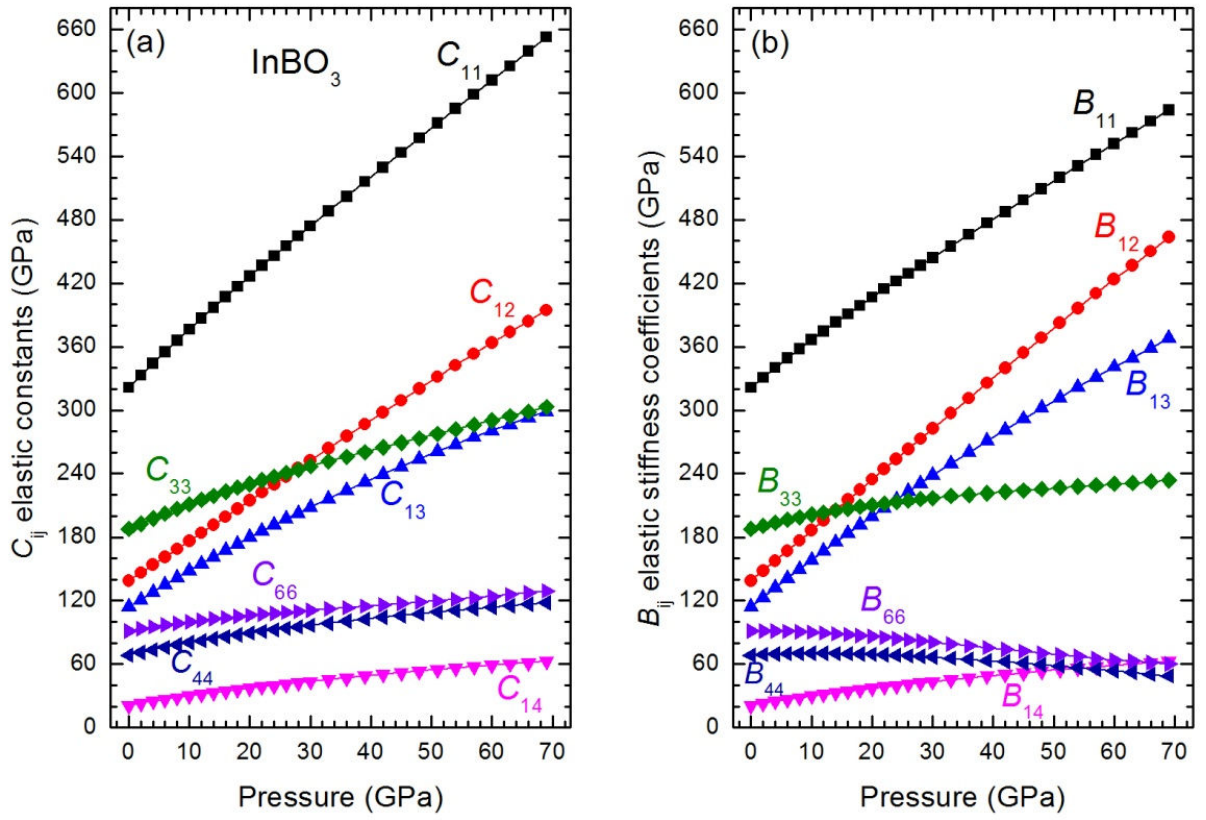 (a)
InBO3
C11
C12
C33
C13
C66
C44
C14
660
600
540
480
420
360
300
240
180
120
60
0
0 10 20 30 40 50 60 70
Cij elastic constants (GPa)
Pressure (GPa)
(b)
B11
B12
B13
B33
B66
B44
B14
660
600
540
480
420
360
300
240
180
120
60
0
0 10 20 30 40 50 60 70
Bij elastic stiffness coefficients (GPa)
Pressure (GPa)